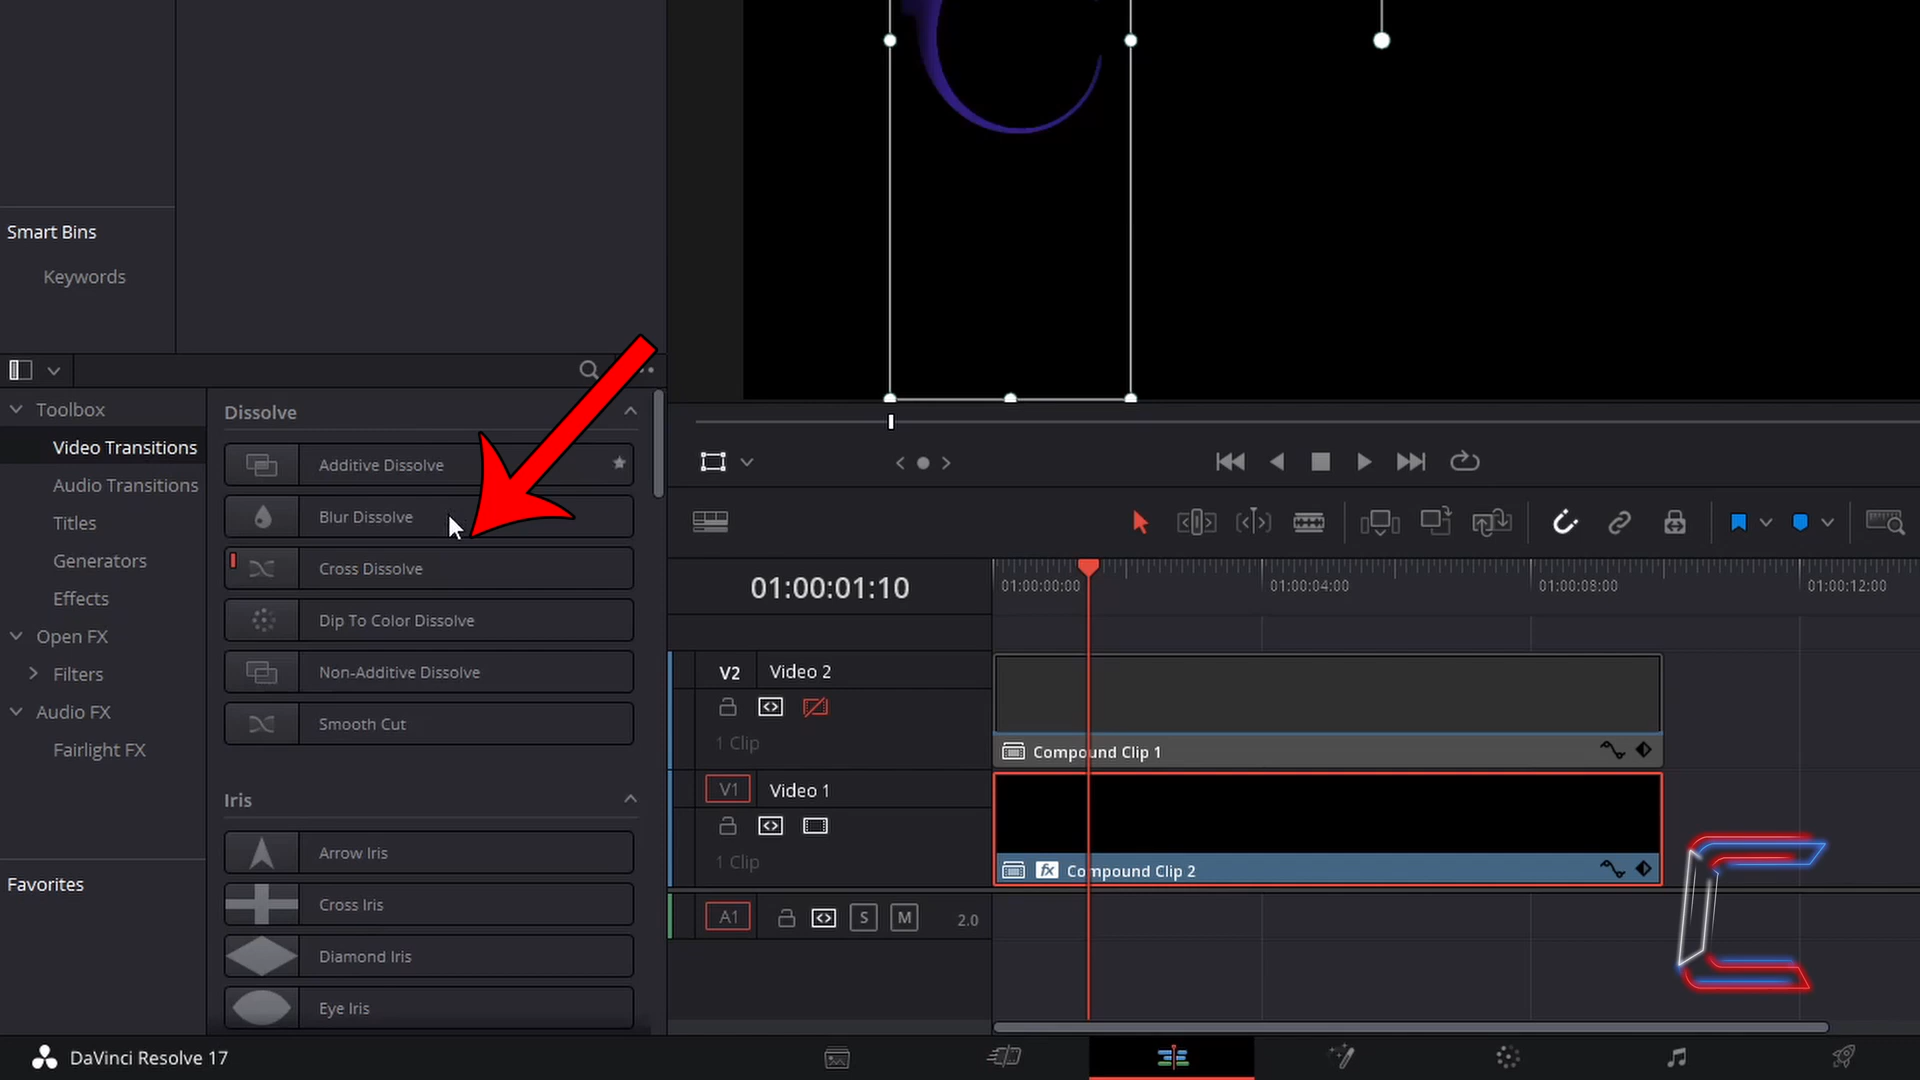 Smart Bins
Keywords
Toolbox
Video Transitions
Audio Transitions
Titles
Generators
Effects
Open FX
Filters
Audio FX
Fairlight FX
Favorites
Dissolve
Additive Dissolve
Blur Dissolve
Cross Dissolve
Dip To Color Dissolve
Non-Additive Dissolve
Smooth Cut
Iris
Arrow Iris
Cross Iris
Diamond Iris
Eye Iris
01:00:01:10
01:00:00:00
01:00:04:00
01:00:08:00
01:00:12:00
V2 Video 2
1 Clip
Compound Clip 1
V1 Video 1
1 Clip
fx Compound Clip 2
A1 S M 2.0
DaVinci Resolve 17